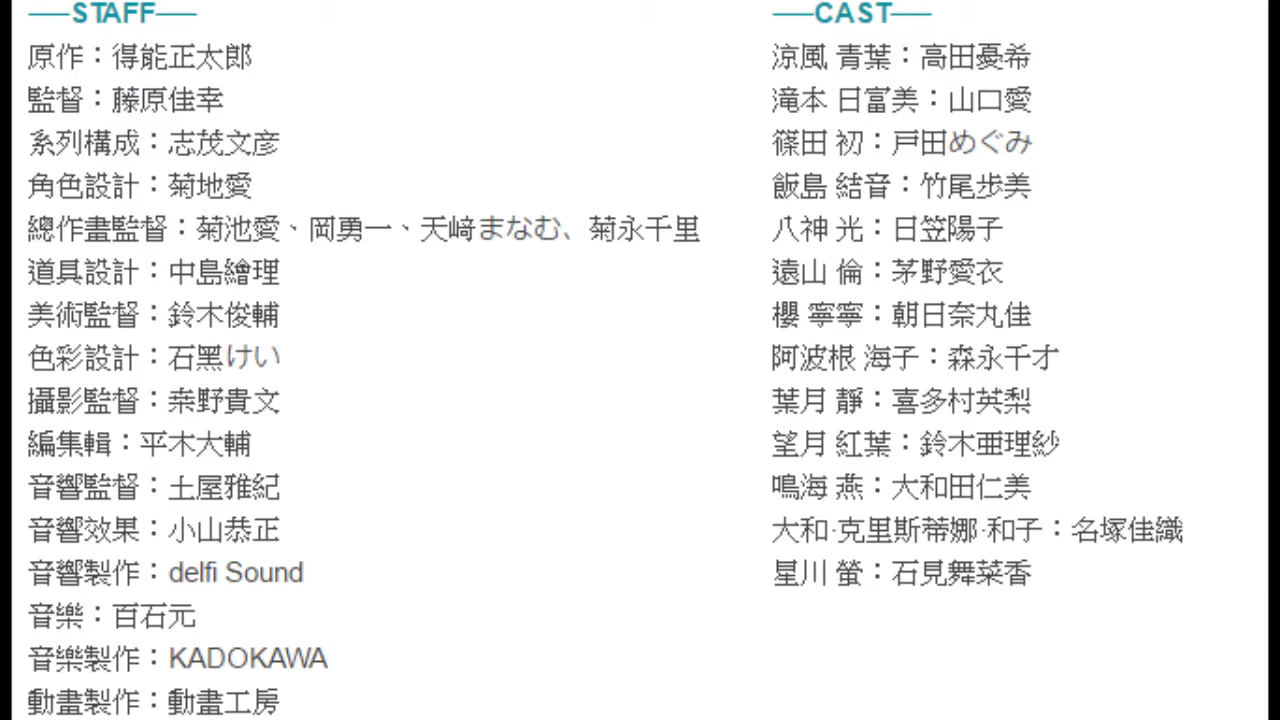 ──STAFF──
原作：得能正太郎
監督：藤原佳幸
系列構成：志茂文彦
角色設計：菊地愛
總作畫監督：菊池愛、岡勇一、天﨑まなむ、菊永千里
道具設計：中島繪理
美術監督：鈴木俊輔
色彩設計：石黑けい
攝影監督：桒野貴文
編集輯：平木大輔
音響監督：土屋雅紀
音響效果：小山恭正
音響製作：delfi Sound
音樂：百石元
音樂製作：KADOKAWA
動畫製作：動畫工房
──CAST──
涼風 青葉：高田憂希
滝本 日富美：山口愛
篠田 初：戸田めぐみ
飯島 結音：竹尾歩美
八神 光：日笠陽子
遠山 倫：茅野愛衣
櫻 寧寧：朝日奈丸佳
阿波根 海子：森永千才
葉月 靜：喜多村英梨
望月 紅葉：鈴木亜理紗
鳴海 燕：大和田仁美
大和·克里斯蒂娜·和子：名塚佳織
星川 螢：石見舞菜香